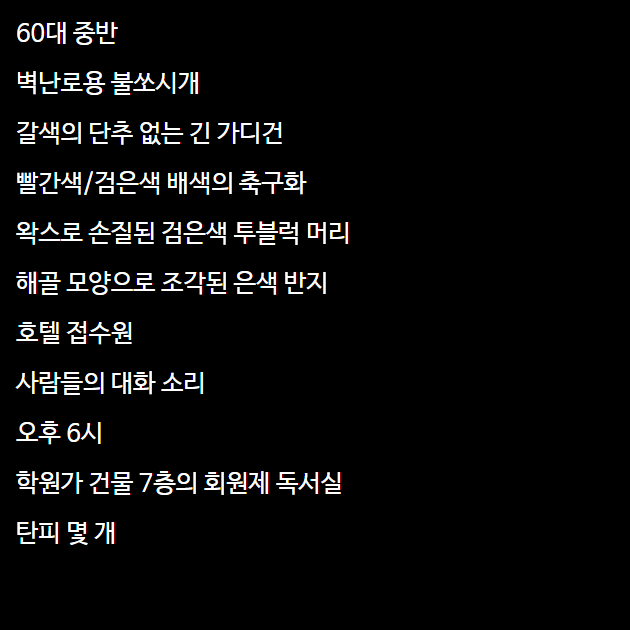 60대 중반
벽난로용 불쏘시개
갈색의 단추 없는 긴 가디건
빨간색/검은색 배색의 축구화
왁스로 손질된 검은색 투블럭 머리
해골 모양으로 조각된 은색 반지
호텔 접수원
사람들의 대화 소리
오후 6시
학원가 건물 7층의 회원제 독서실
탄피 몇 개